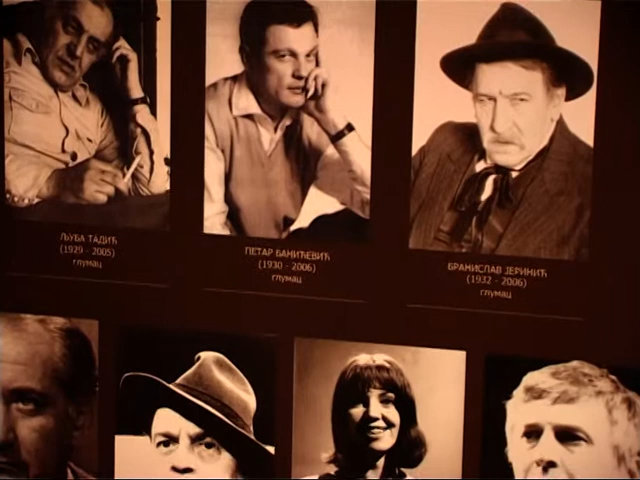 ЉУБА ТАДИЋ
(1929 - 2005)
глумац
ПЕТАР БАНИЋЕВИЋ
(1930 - 2006)
глумац
БРАНИСЛАВ ЈЕРИНИЋ
(1932 - 2006)
глумац